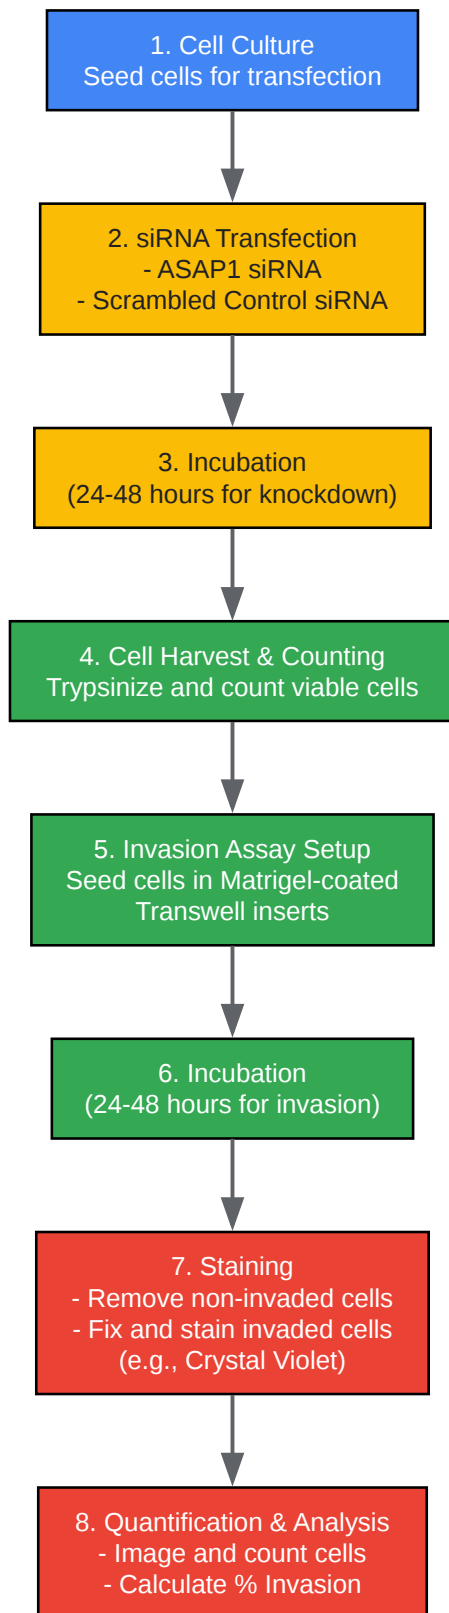 1. Cell Culture
Seed cells for transfection
2. siRNA Transfection
- ASAP1 siRNA
- Scrambled Control siRNA
3. Incubation
(24-48 hours for knockdown)
4. Cell Harvest & Counting
Trypsinize and count viable cells
5. Invasion Assay Setup
Seed cells in Matrigel-coated
Transwell inserts
6. Incubation
(24-48 hours for invasion)
7. Staining
- Remove non-invaded cells
- Fix and stain invaded cells
(e.g., Crystal Violet)
8. Quantification & Analysis
- Image and count cells
- Calculate % Invasion